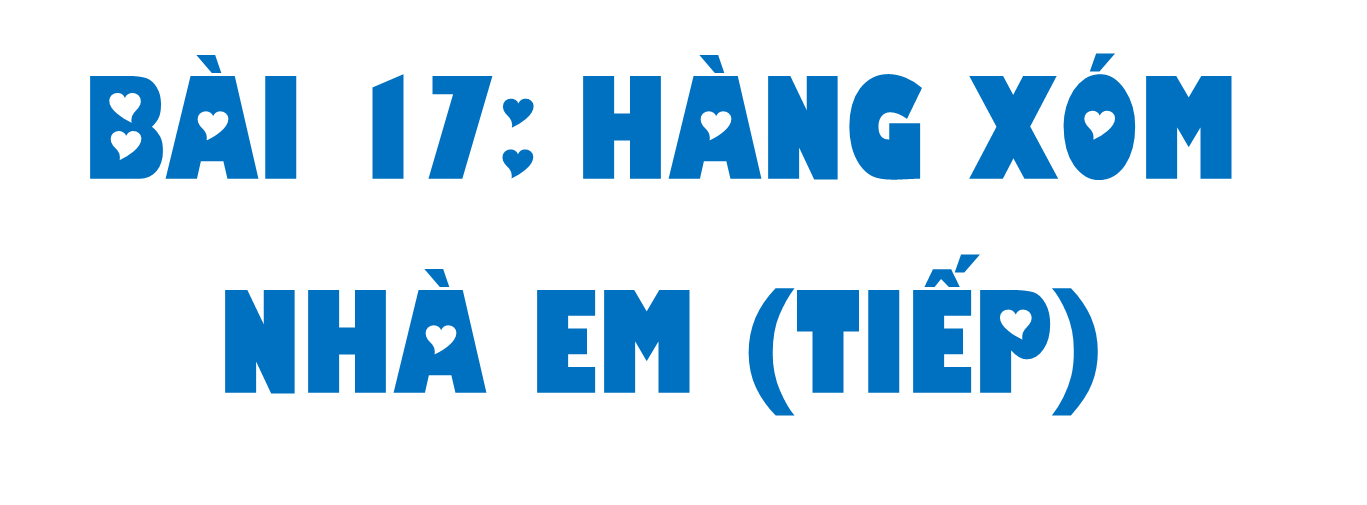 BÀI 17: HÀNG XÓM
NHÀ EM (TIẾP)